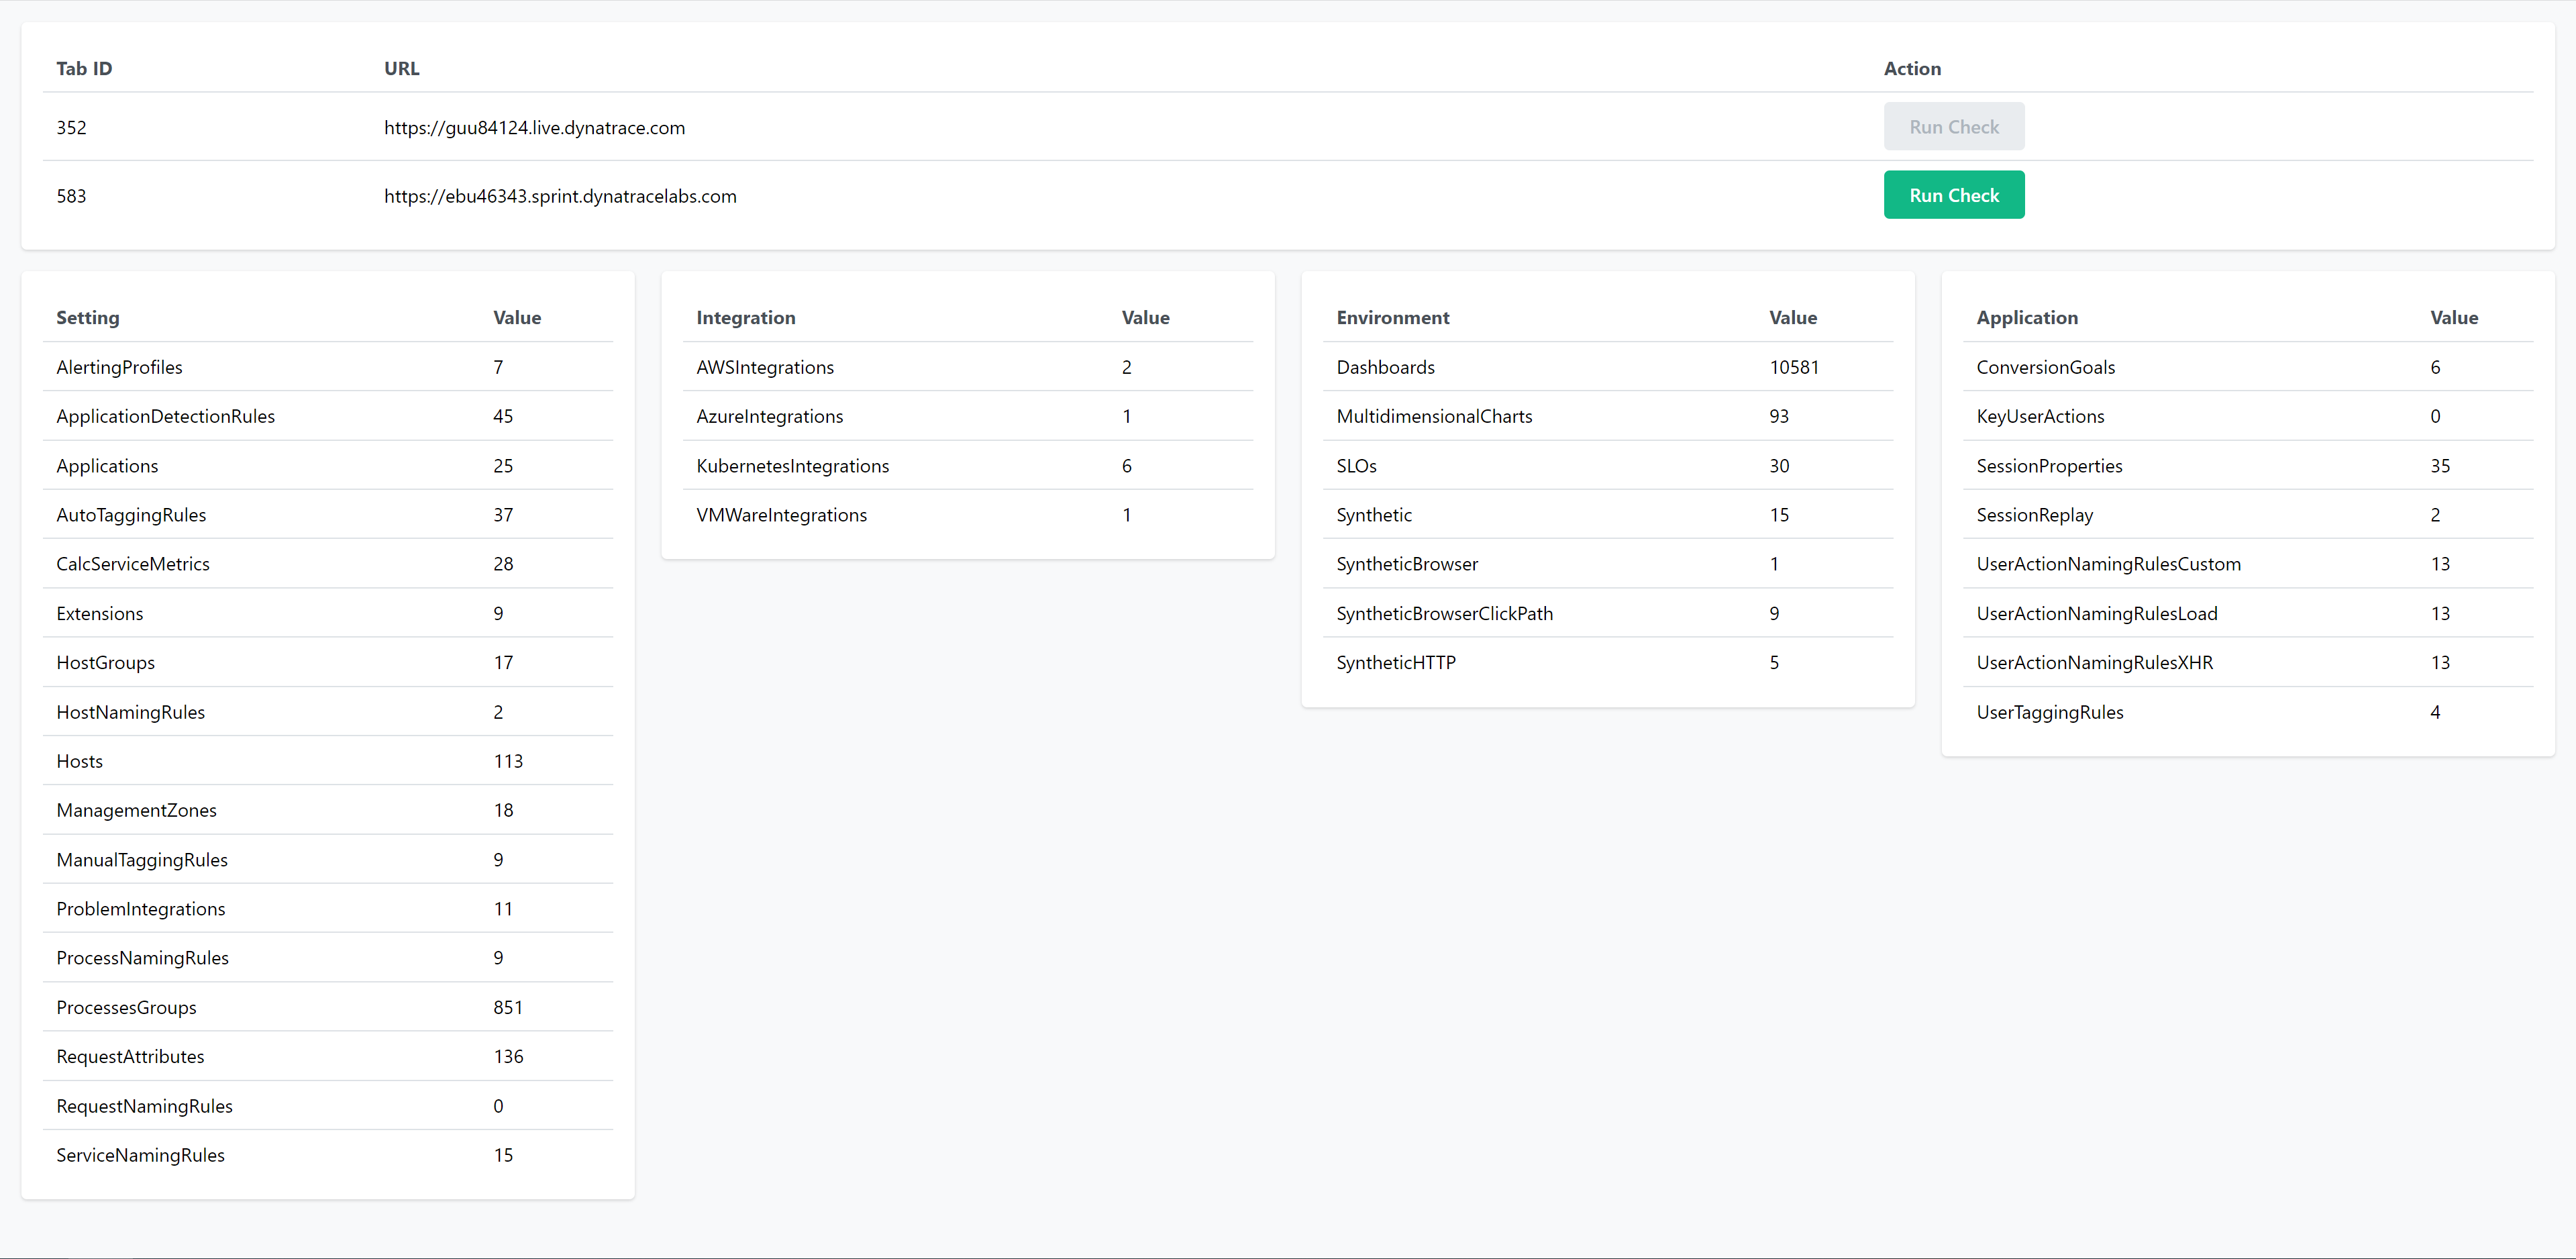 Tab ID URL Action
352 https://guu84124.live.dynatrace.com Run Check
583 https://ebu46343.sprint.dynatracelabs.com Run Check
Setting Value
AlertingProfiles 7
ApplicationDetectionRules 45
Applications 25
AutoTaggingRules 37
CalcServiceMetrics 28
Extensions 9
HostGroups 17
HostNamingRules 2
Hosts 113
ManagementZones 18
ManualTaggingRules 9
ProblemIntegrations 11
ProcessNamingRules 9
ProcessesGroups 851
RequestAttributes 136
RequestNamingRules 0
ServiceNamingRules 15
Integration Value
AWSIntegrations 2
AzureIntegrations 1
KubernetesIntegrations 6
VMWareIntegrations 1
Environment Value
Dashboards 10581
MultidimensionalCharts 93
SLOs 30
Synthetic 15
SyntheticBrowser 1
SyntheticBrowserClickPath 9
SyntheticHTTP 5
Application Value
ConversionGoals 6
KeyUserActions 0
SessionProperties 35
SessionReplay 2
UserActionNamingRulesCustom 13
UserActionNamingRulesLoad 13
UserActionNamingRulesXHR 13
UserTaggingRules 4